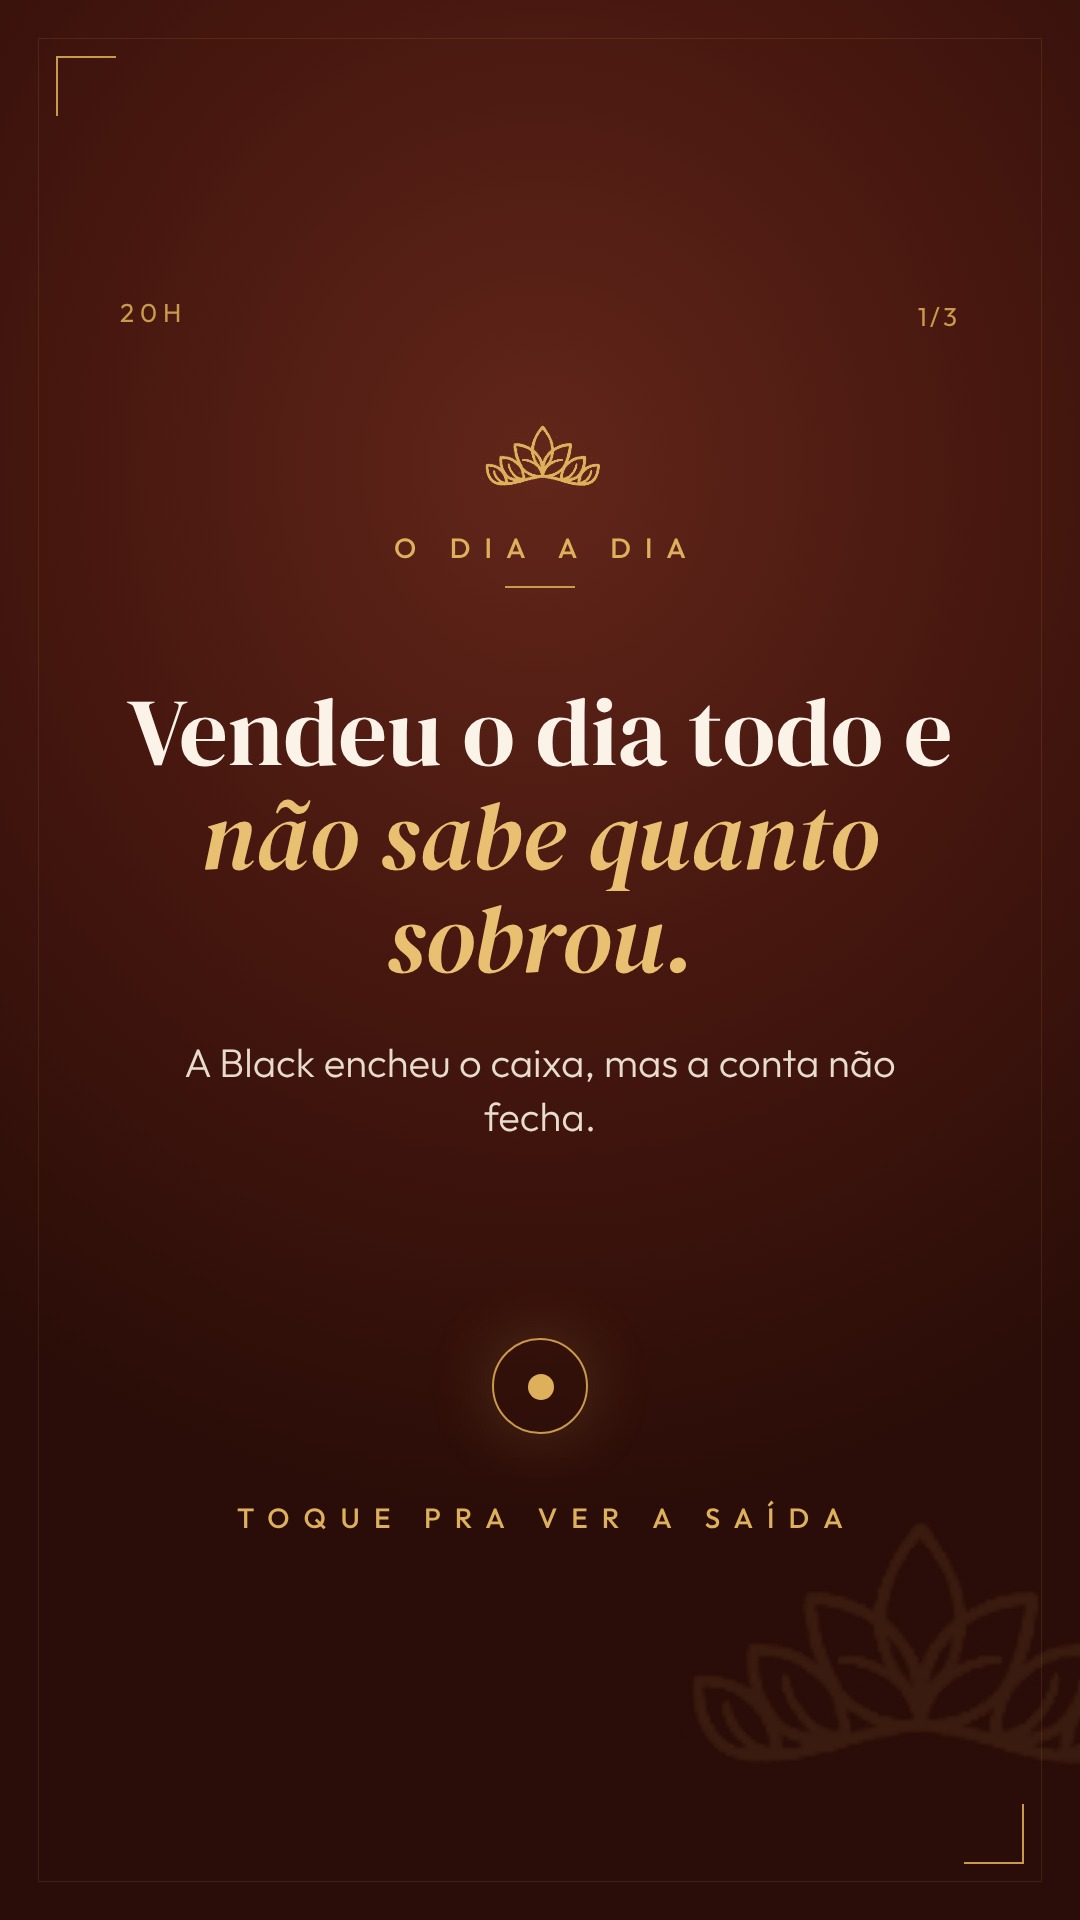 20H
1/3
O DIA A DIA
Vendeu o dia todo e
não sabe quanto
sobrou.
A Black encheu o caixa, mas a conta não
fecha.
TOQUE PRA VER A SAÍDA